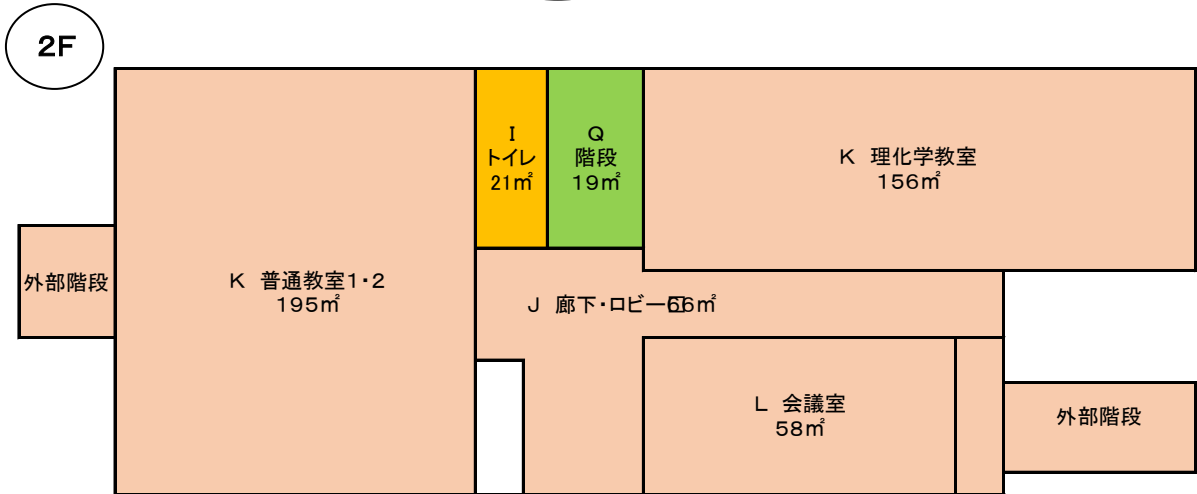 2F
I
トイレ
21㎡
Q
階段
19㎡
K 理化学教室
156㎡
外部階段
K 普通教室1・2
195㎡
J 廊下・ロビー 66㎡
L 会議室
58㎡
外部階段